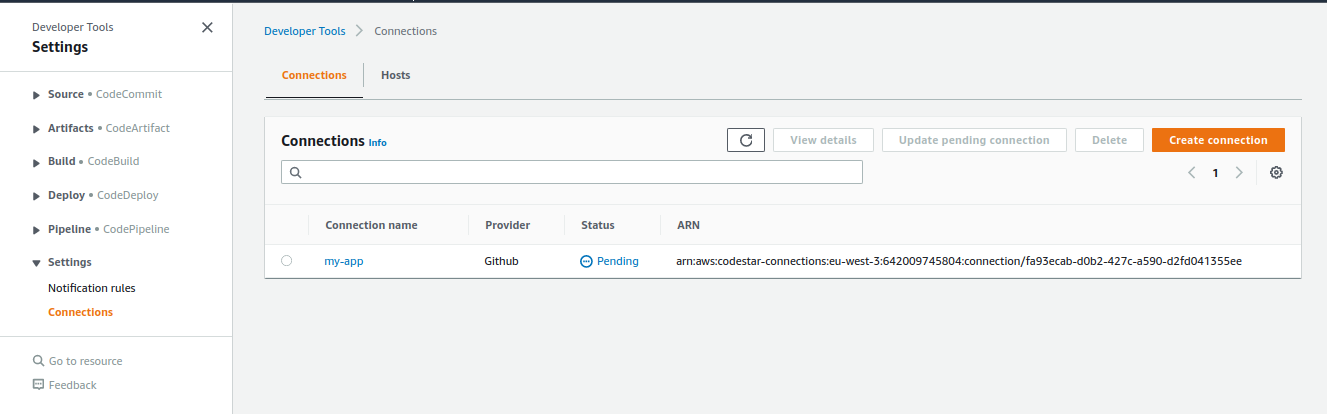 Developer Tools
Settings
Source • CodeCommit
Artifacts • CodeArtifact
Build • CodeBuild
Deploy • CodeDeploy
Pipeline • CodePipeline
Settings
Notification rules
Connections
Go to resource
Feedback
Developer Tools > Connections
Connections Hosts
Connections Info View details Update pending connection Delete Create connection
1
Connection name Provider Status ARN
my-app Github Pending arn:aws:codestar-connections:eu-west-3:642009745804:connection/fa93ecab-d0b2-427c-a590-d2fd041355ee